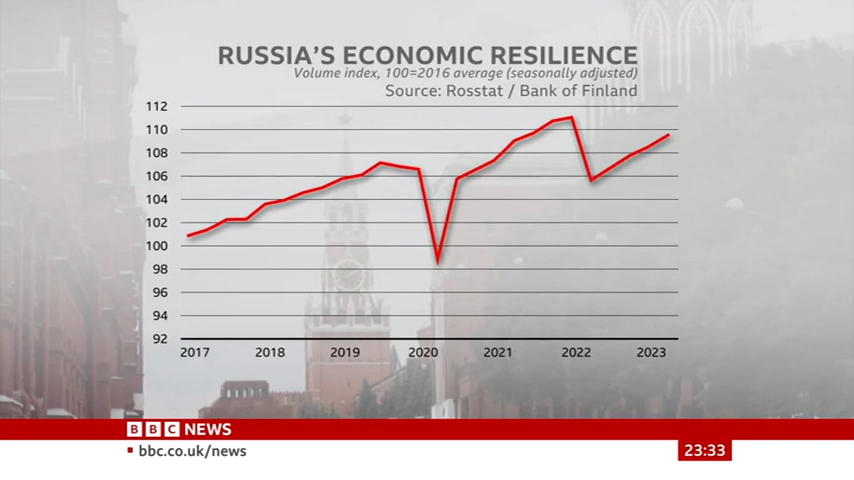 RUSSIA'S ECONOMIC RESILIENCE
Volume index, 100=2016 average (seasonally adjusted)
Source: Rosstat / Bank of Finland
112
110
108
106
104
102
100
98
96
94
92
2017 2018 2019 2020 2021 2022 2023
BBC NEWS
bbc.co.uk/news
23:33